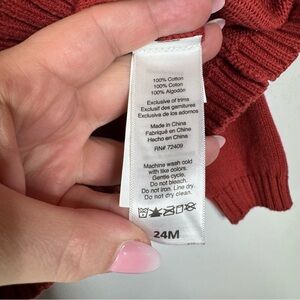 100% Cotton
100% Coton
100% Algodón
Exclusive of trims
Exclusif des garnitures
Exclusiva de los adornos
Made in China
Fabriqué en Chine
Hecho en China
RN# 72409
Machine wash cold
with like colors.
Gentle cycle.
Do not bleach.
Do not iron. Line dry.
Do not dry clean.
24M